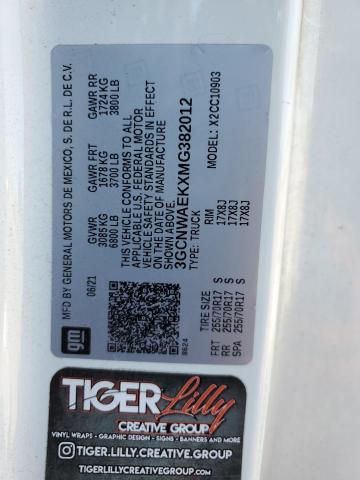 MFD BY GENERAL MOTORS DE MEXICO, S. DE R.L. DE C.V.
06/21
GVWR GAWR FRT GAWR RR
3085 KG 1678 KG 1724 KG
6800 LB 3700 LB 3800 LB
THIS VEHICLE CONFORMS TO ALL
APPLICABLE U.S. FEDERAL MOTOR
VEHICLE SAFETY STANDARDS IN EFFECT
ON THE DATE OF MANUFACTURE
SHOWN ABOVE.
3GCNWAEKXMG382012
TYPE: TRUCK MODEL: X2CC10903
gm
8624
TIRE SIZE RIM
FRT 255/70R17 S 17X8J
RR 255/70R17 S 17X8J
SPA 255/70R17 S 17X8J
TIGER Lilly
CREATIVE GROUP
VINYL WRAPS - GRAPHIC DESIGN - SIGNS - BANNERS AND MORE
TIGER.LILLY.CREATIVE.GROUP
TIGERLILLYCREATIVEGROUP.COM